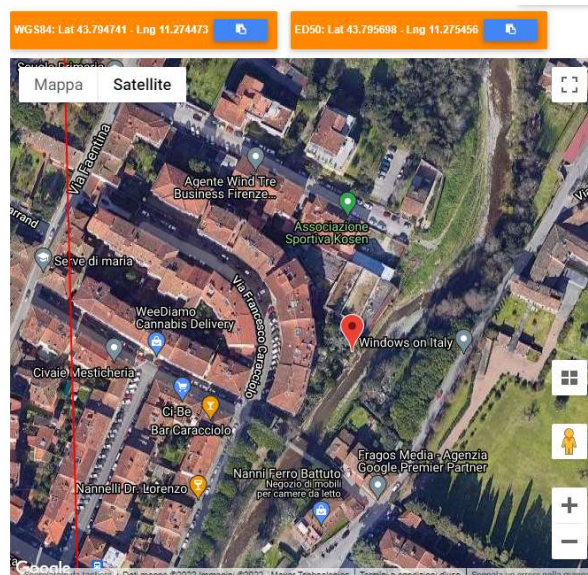 WGS84: Lat 43.794741 - Lng 11.274473
ED50: Lat 43.795698 - Lng 11.275456
Mappa
Satellite
Via Faentina
Agente Wind Tre
Business Firenze...
Associazione
Sportiva Kosen
Serve di maria
Via Francesco Caracciolo
WeeDiamo
Cannabis Delivery
Windows on Italy
Civaie Mesticheria
Ci-Be
Bar Caracciolo
Fragos Media - Agenzia
Google Premier Partner
Nanni Ferro Battuto
Negozio di mobili
per camere da letto
Nannelli Dr. Lorenzo
Google